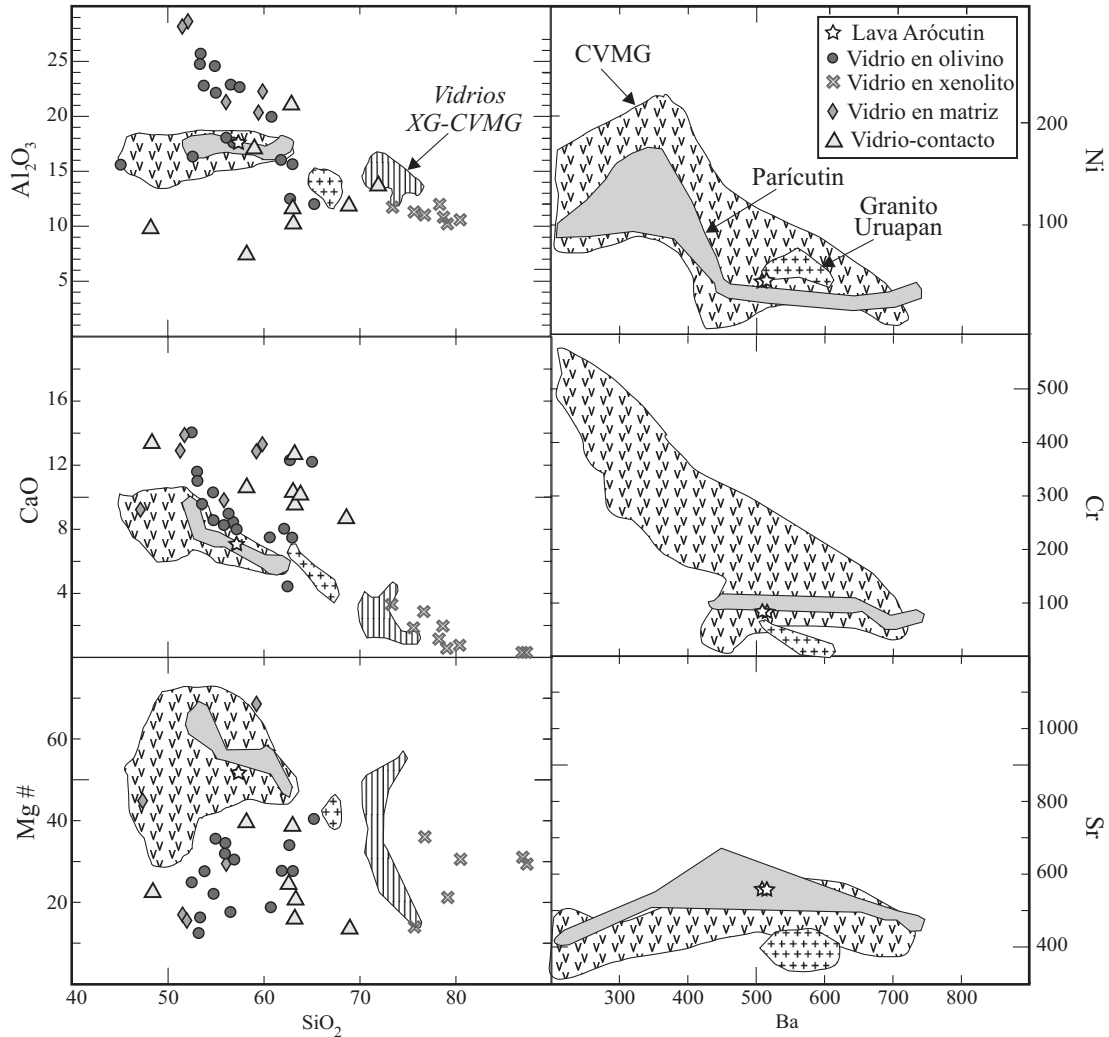 Al₂O₃
25
20
15
10
5
Vidrios
XG-CVMG
CVMG
Parícutin
Granito
Uruapan
☆ Lava Arócutin
Vidrio en olivino
Vidrio en xenolito
Vidrio en matriz
Vidrio-contacto
200
100
Ni
CaO
16
12
8
4
500
400
300
200
100
Cr
Mg #
60
40
20
1000
800
600
400
Sr
40 50 60 70 80
SiO₂
300 400 500 600 700 800
Ba